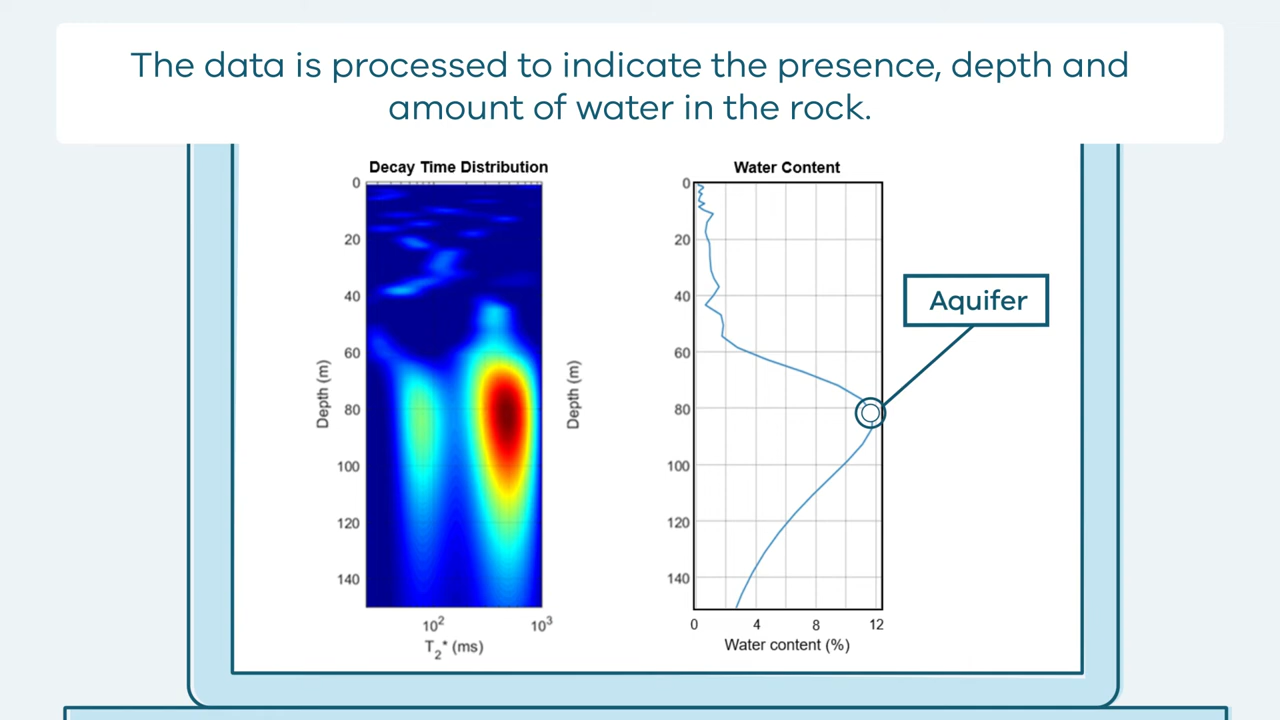 The data is processed to indicate the presence, depth and
amount of water in the rock.
Decay Time Distribution
0
20
40
60
80
100
120
140
Depth (m)
10²
10³
T₂* (ms)
Water Content
0
20
40
60
80
100
120
140
Depth (m)
0
4
8
12
Water content (%)
Aquifer